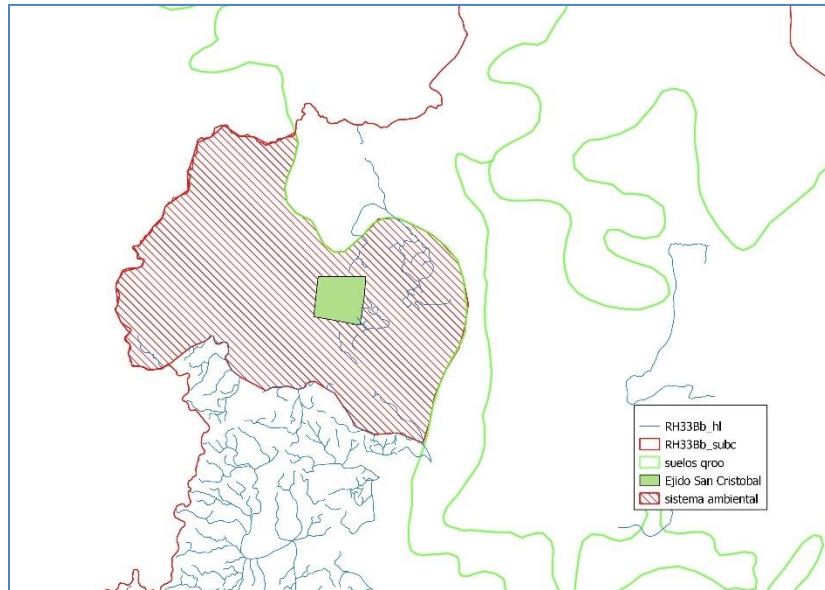 RH33Bb_hl
RH33Bb_subc
suelos qroo
Ejido San Cristobal
sistema ambiental